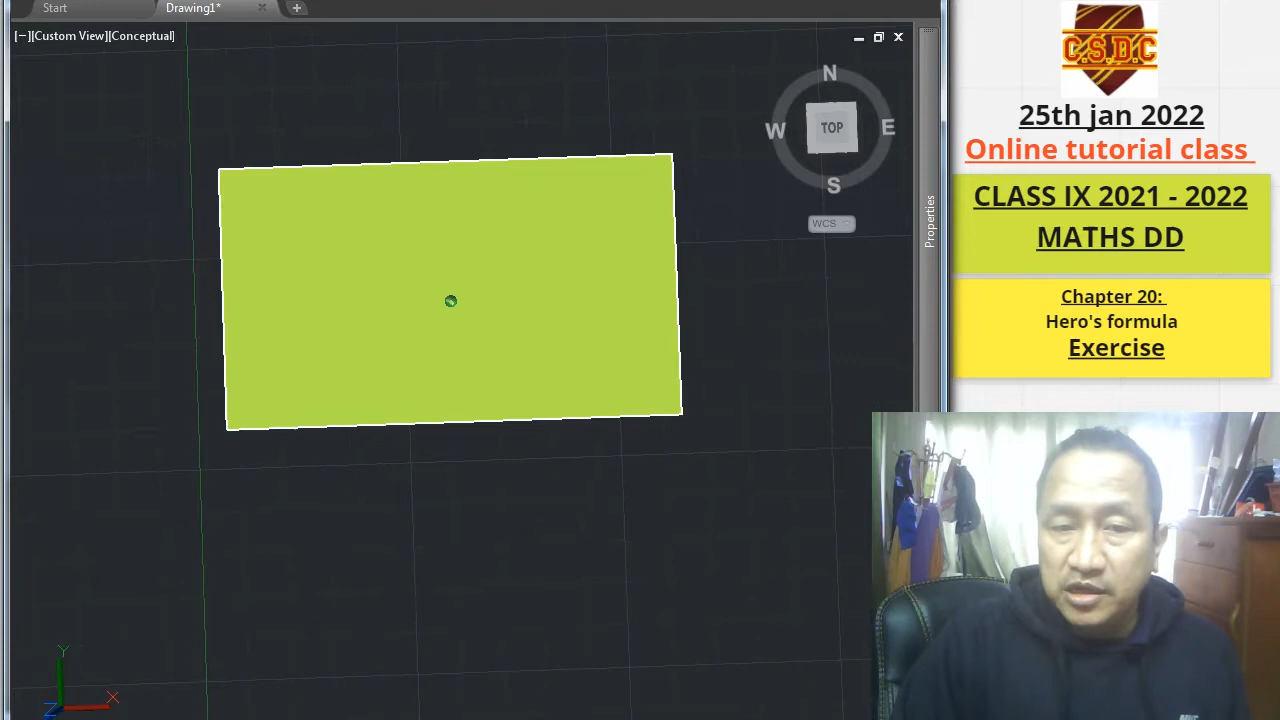 Start
Drawing1*
[−][Custom View][Conceptual]
N
W
TOP
E
S
WCS
Properties
Y
X
Z
C.S.D.C
25th jan 2022
Online tutorial class
CLASS IX 2021 - 2022
MATHS DD
Chapter 20:
Hero's formula
Exercise